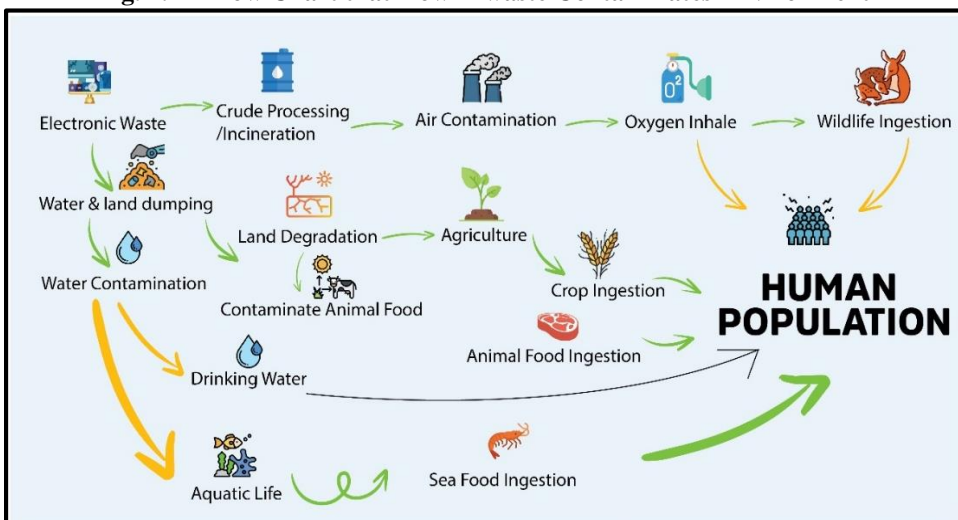 Electronic Waste
Crude Processing
/Incineration
Air Contamination
O2
Oxygen Inhale
Wildlife Ingestion
Water & land dumping
Land Degradation
Agriculture
Water Contamination
Contaminate Animal Food
Crop Ingestion
HUMAN
POPULATION
Animal Food Ingestion
Drinking Water
Aquatic Life
Sea Food Ingestion